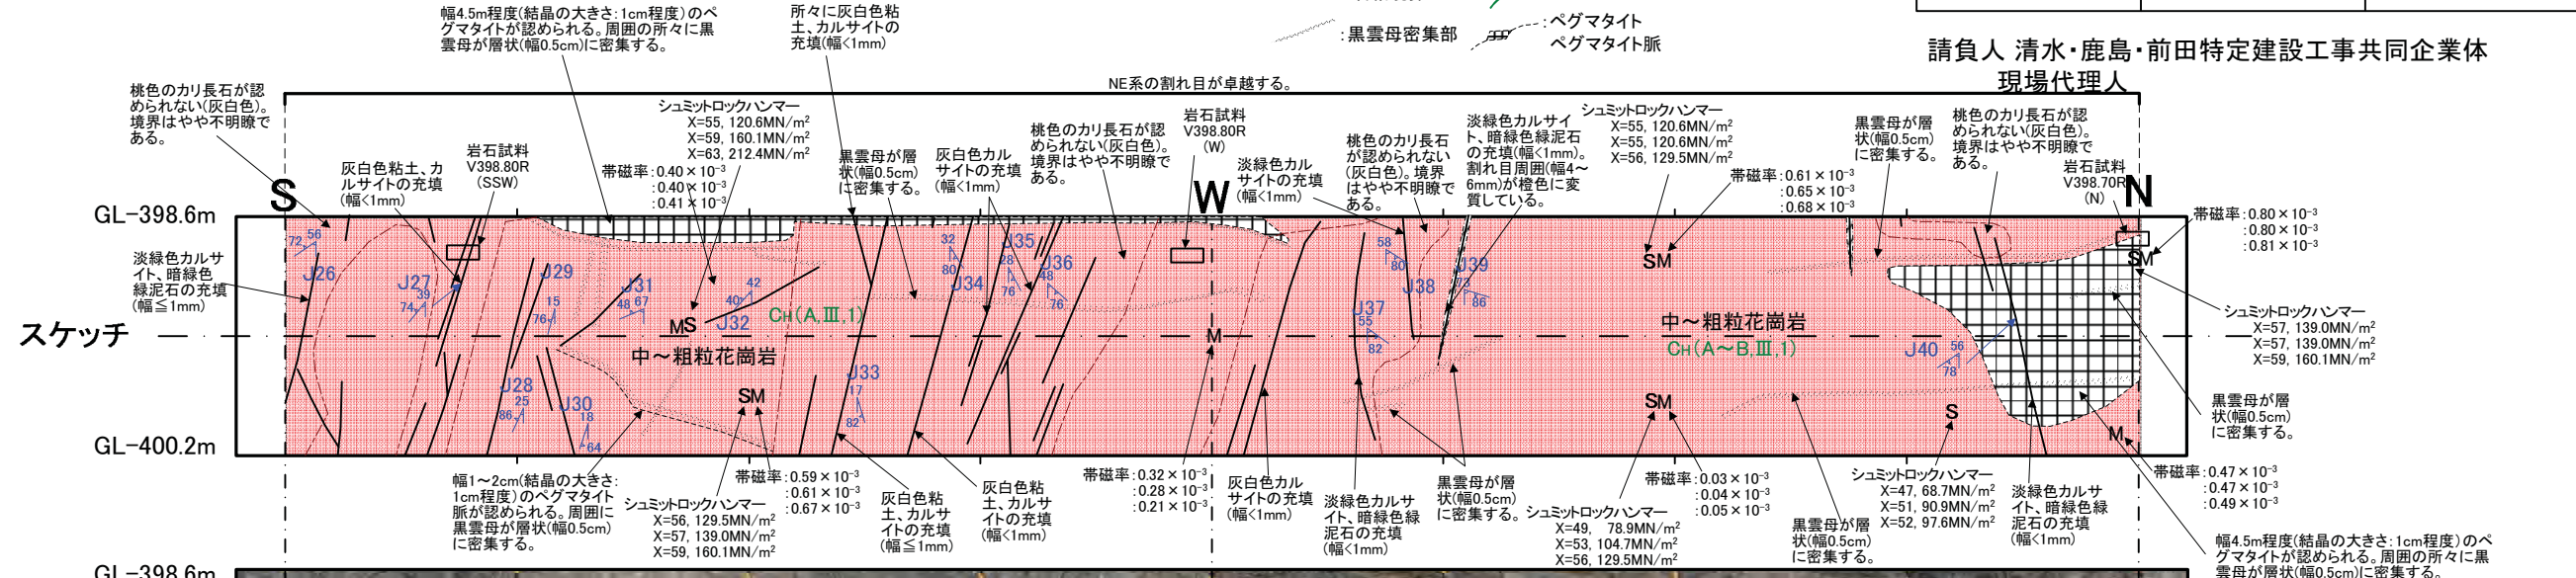 幅4.5m程度(結晶の大きさ:1cm程度)のペ
グマタイトが認められる。周囲の所々に黒
雲母が層状(幅0.5cm)に密集する。
所々に灰白色粘
土、カルサイトの
充填(幅<1mm)
:黒雲母密集部
:ペグマタイト
ペグマタイト脈
請負人 清水・鹿島・前田特定建設工事共同企業体
現場代理人
NE系の割れ目が卓越する。
桃色のカリ長石が認
められない(灰白色)。
境界はやや不明瞭で
ある。
灰白色粘土、カ
ルサイトの充填
(幅<1mm)
岩石試料
V398.80R
(SSW)
シュミットロックハンマー
X=55, 120.6MN/m²
X=59, 160.1MN/m²
X=63, 212.4MN/m²
帯磁率:0.40×10⁻³
:0.40×10⁻³
:0.41×10⁻³
黒雲母が層
状(幅0.5cm)
に密集する。
灰白色カル
サイトの充填
(幅<1mm)
桃色のカリ長石が認
められない(灰白色)。
境界はやや不明瞭で
ある。
岩石試料
V398.80R
(W)
淡緑色カル
サイトの充填
(幅<1mm)
桃色のカリ長石
が認められない
(灰白色)。境界
はやや不明瞭で
ある。
淡緑色カルサイ
ト、暗緑色緑泥石
の充填(幅<1mm)。
割れ目周囲(幅4~
6mm)が橙色に変
質している。
シュミットロックハンマー
X=55, 120.6MN/m²
X=55, 120.6MN/m²
X=56, 129.5MN/m²
帯磁率:0.61×10⁻³
:0.65×10⁻³
:0.68×10⁻³
黒雲母が層
状(幅0.5cm)
に密集する。
桃色のカリ長石が認
められない(灰白色)。
境界はやや不明瞭で
ある。
岩石試料
V398.70R
(N)
帯磁率:0.80×10⁻³
:0.80×10⁻³
:0.81×10⁻³
S
W
N
GL-398.6m
淡緑色カルサ
イト、暗緑色
緑泥石の充填
(幅≦1mm)
スケッチ
GL-400.2m
72 56
J26
J27
39
74
J29
15
76
J31
48 67
42
40
J32
CH(A,Ⅲ,1)
MS
中~粗粒花崗岩
J28
25
86
J30
18
64
SM
J33
17
82
32
80
J34
J35
28
76
J36
48
76
M
58
80
J37
55
82
J38
J39
73
86
SM
中~粗粒花崗岩
CH(A~B,Ⅲ,1)
SM
J40
56
78
S
SM
M
シュミットロックハンマー
X=57, 139.0MN/m²
X=57, 139.0MN/m²
X=59, 160.1MN/m²
黒雲母が層
状(幅0.5cm)
に密集する。
幅1~2cm(結晶の大きさ:
1cm程度)のペグマタイト
脈が認められる。周囲に
黒雲母が層状(幅0.5cm)
に密集する。
シュミットロックハンマー
X=56, 129.5MN/m²
X=57, 139.0MN/m²
X=59, 160.1MN/m²
帯磁率:0.59×10⁻³
:0.61×10⁻³
:0.67×10⁻³
灰白色粘
土、カルサ
イトの充填
(幅≦1mm)
灰白色粘
土、カルサ
イトの充填
(幅<1mm)
帯磁率:0.32×10⁻³
:0.28×10⁻³
:0.21×10⁻³
灰白色カル
サイトの充填
(幅<1mm)
淡緑色カルサ
イト、暗緑色緑
泥石の充填
(幅<1mm)
黒雲母が層
状(幅0.5cm)
に密集する。
シュミットロックハンマー
X=49, 78.9MN/m²
X=53, 104.7MN/m²
X=56, 129.5MN/m²
帯磁率:0.03×10⁻³
:0.04×10⁻³
:0.05×10⁻³
黒雲母が層
状(幅0.5cm)
に密集する。
シュミットロックハンマー
X=47, 68.7MN/m²
X=51, 90.9MN/m²
X=52, 97.6MN/m²
淡緑色カルサ
イト、暗緑色緑
泥石の充填
(幅<1mm)
帯磁率:0.47×10⁻³
:0.47×10⁻³
:0.49×10⁻³
幅4.5m程度(結晶の大きさ:1cm程度)のペ
グマタイトが認められる。周囲の所々に黒
雲母が層状(幅0.5cm)に密集する。
GL-398.6m